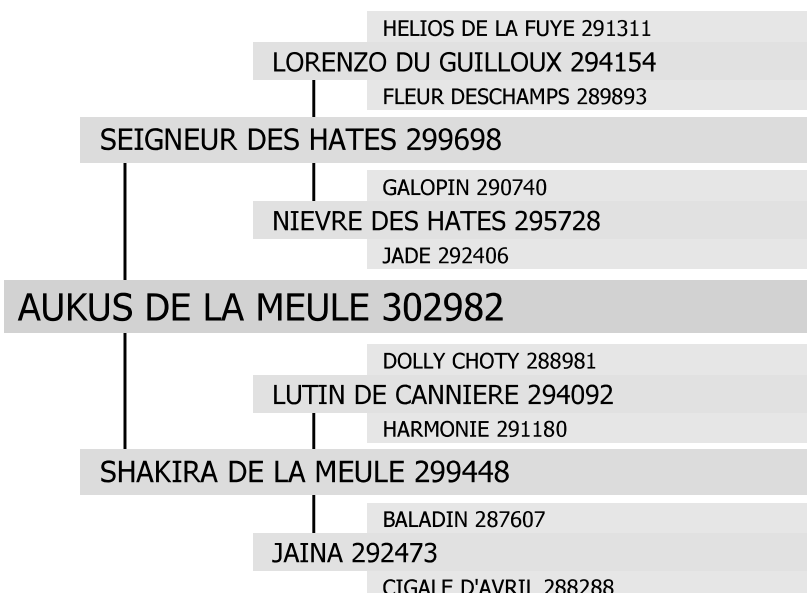 HELIOS DE LA FUYE 291311
LORENZO DU GUILLOUX 294154
FLEUR DESCHAMPS 289893
SEIGNEUR DES HATES 299698
GALOPIN 290740
NIEVRE DES HATES 295728
JADE 292406
AUKUS DE LA MEULE 302982
DOLLY CHOTY 288981
LUTIN DE CANNIERE 294092
HARMONIE 291180
SHAKIRA DE LA MEULE 299448
BALADIN 287607
JAINA 292473
CIGALE D'AVRIL 288288